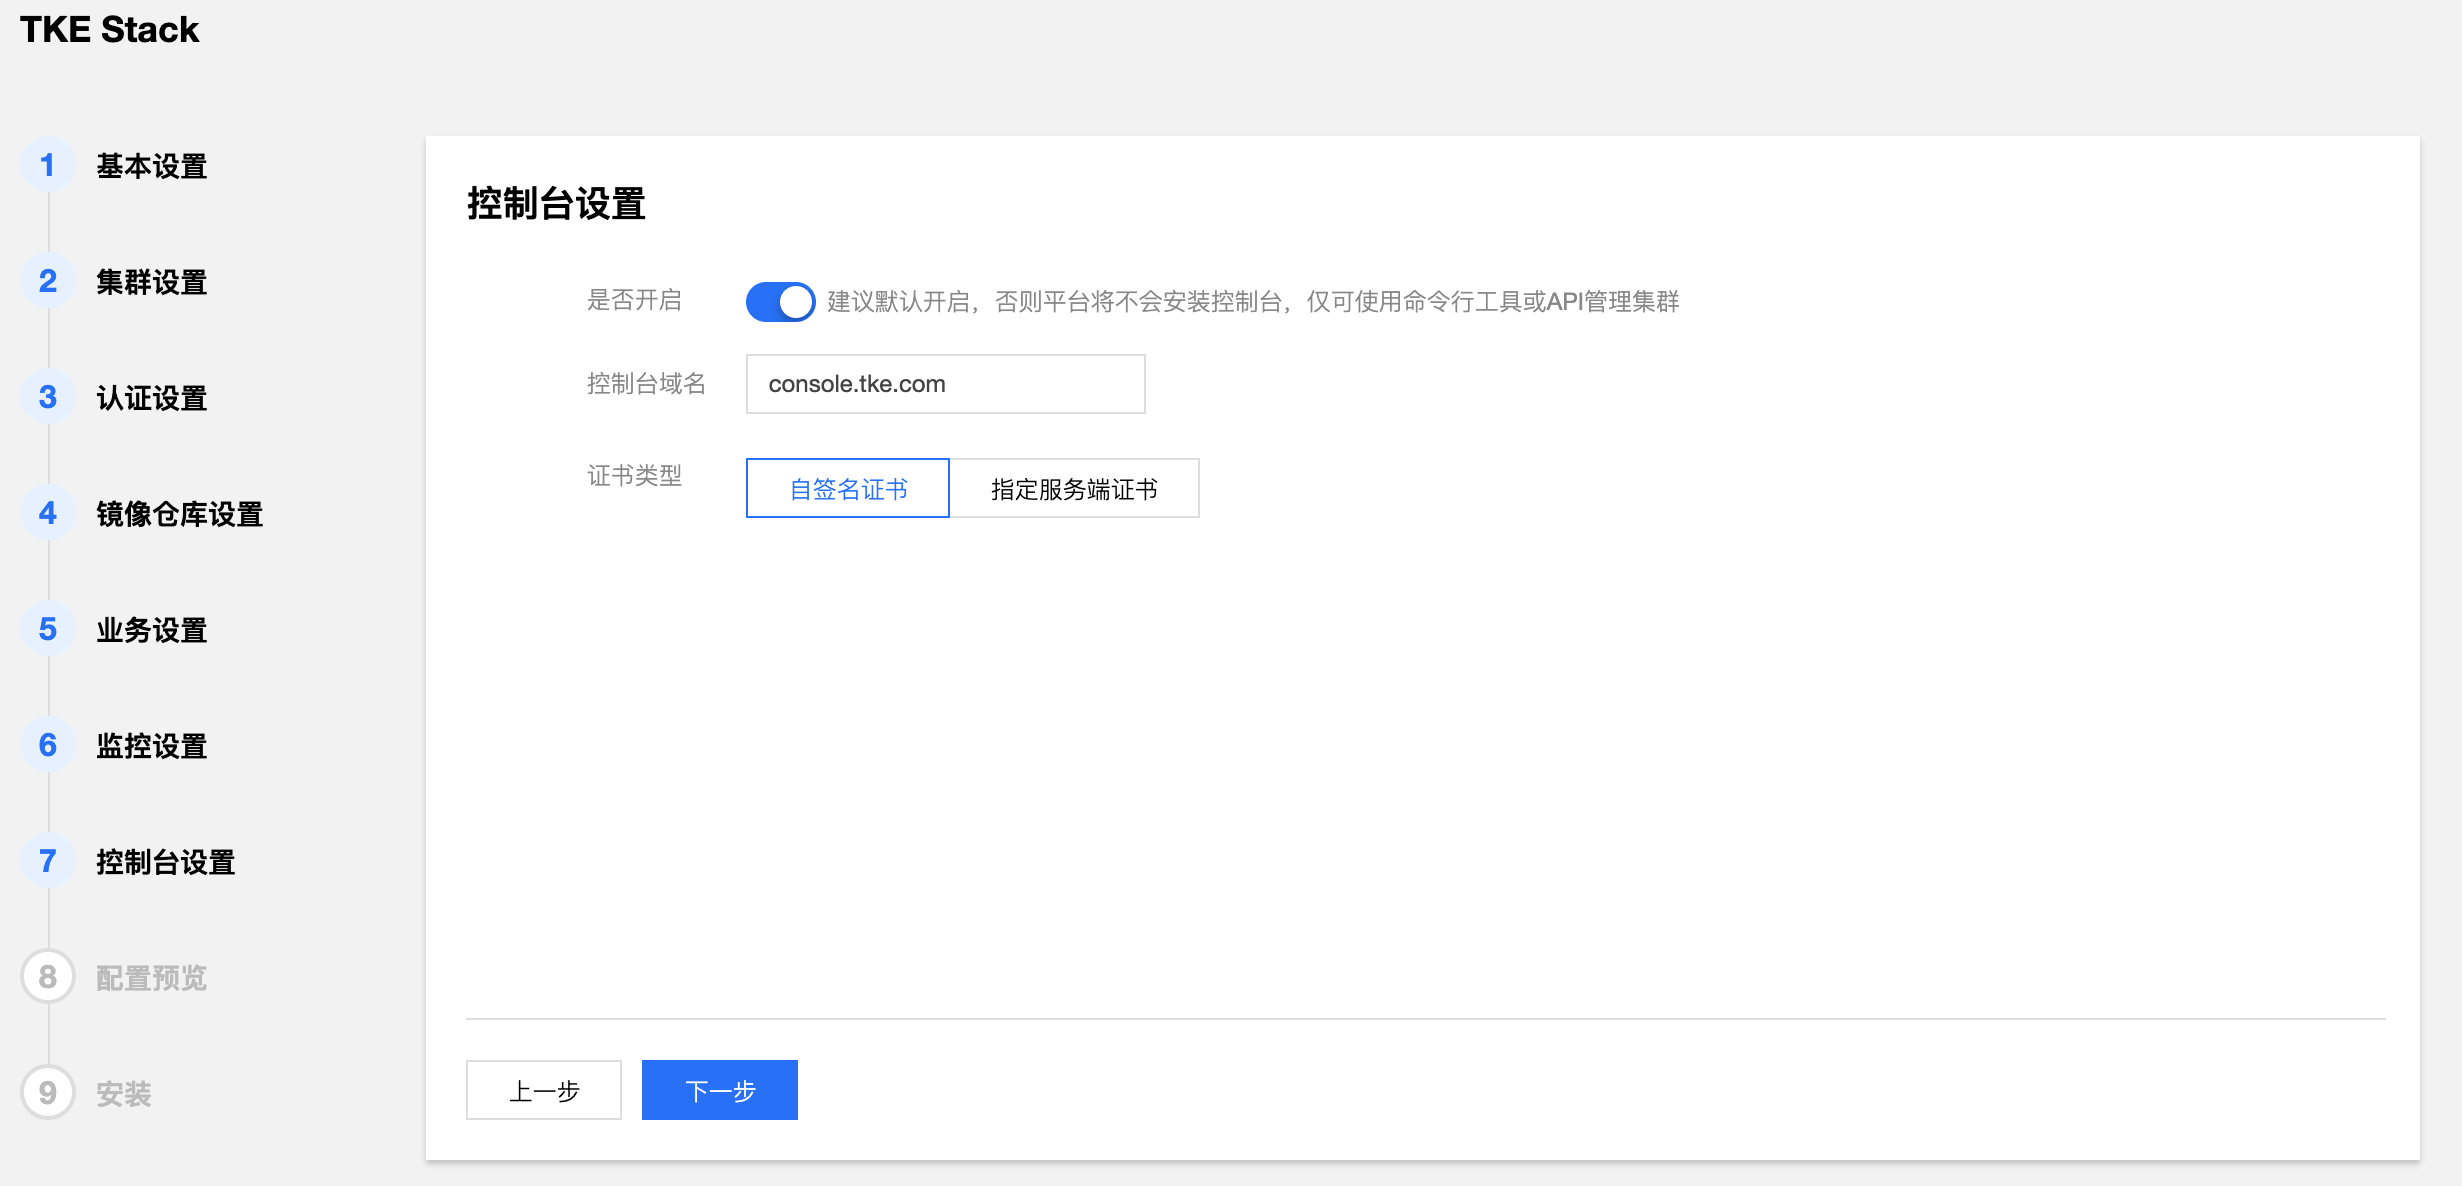 TKE Stack
1 基本设置
2 集群设置
3 认证设置
4 镜像仓库设置
5 业务设置
6 监控设置
7 控制台设置
8 配置预览
9 安装
控制台设置
是否开启 建议默认开启，否则平台将不会安装控制台，仅可使用命令行工具或API管理集群
控制台域名 console.tke.com
证书类型 自签名证书 指定服务端证书
上一步 下一步